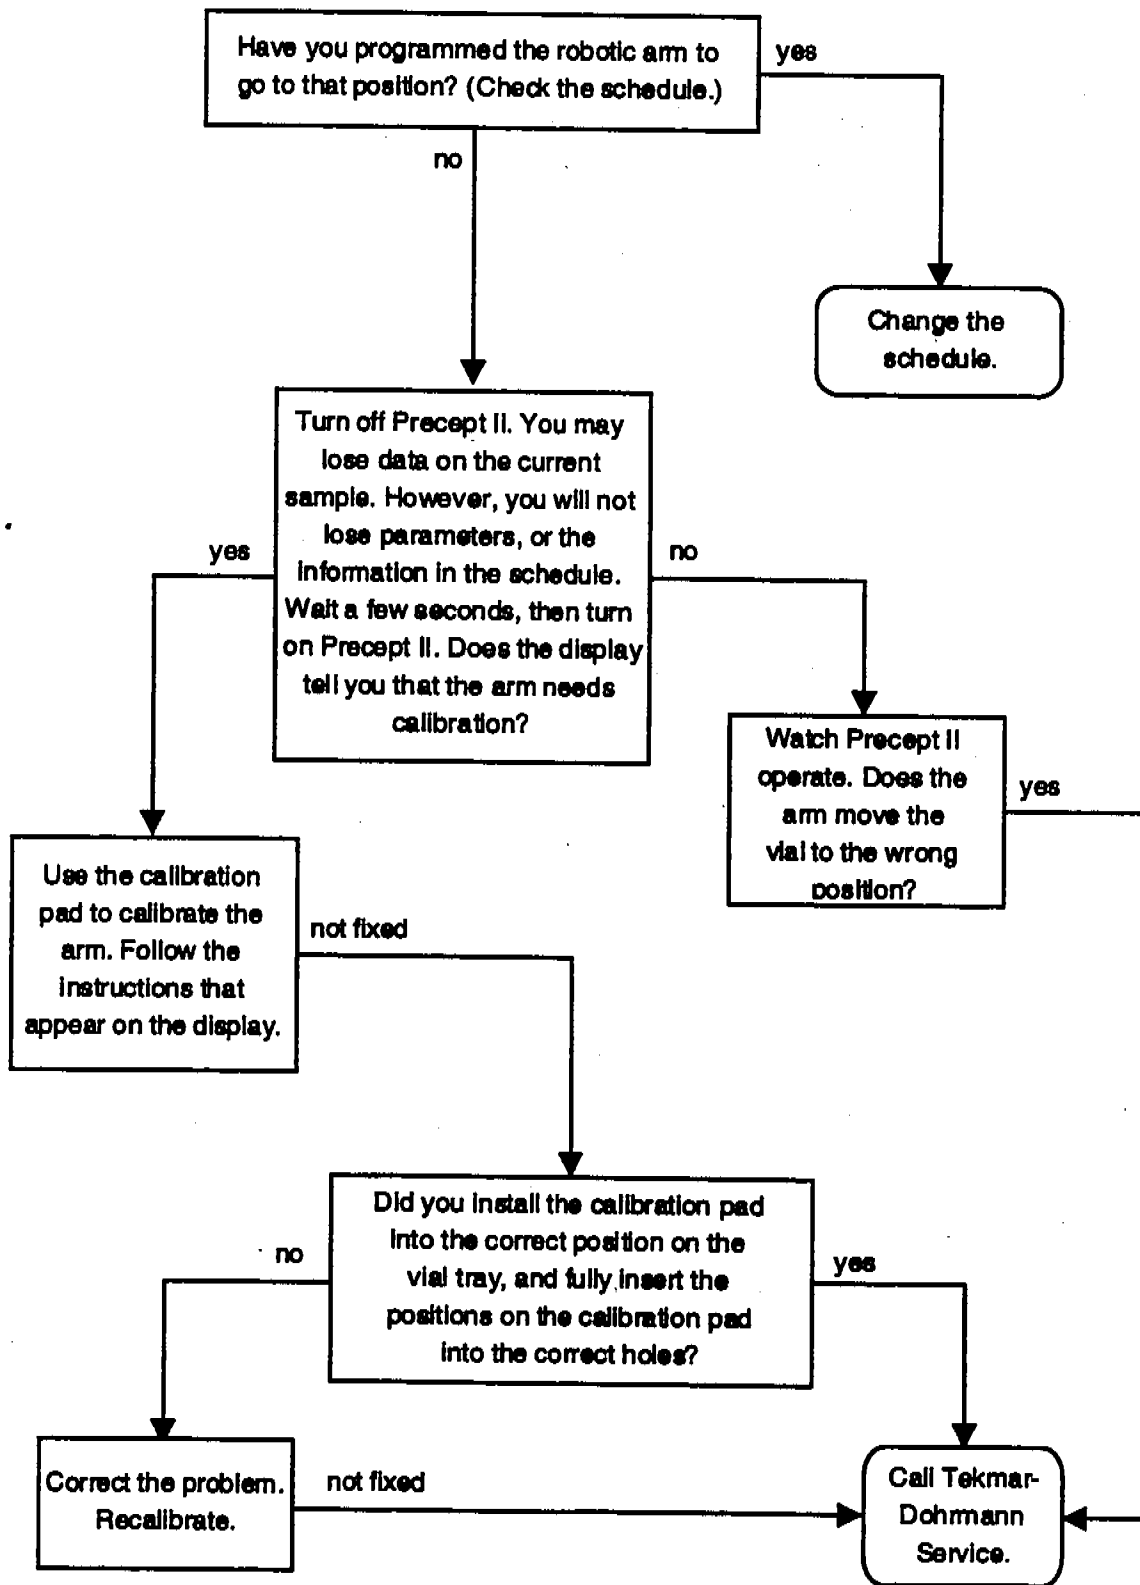 Have you programmed the robotic arm to
go to that position? (Check the schedule.)
yes
no
Change the
schedule.
Turn off Precept II. You may
lose data on the current
sample. However, you will not
lose parameters, or the
information in the schedule.
Wait a few seconds, then turn
on Precept II. Does the display
tell you that the arm needs
calibration?
yes
no
Watch Precept II
operate. Does the
arm move the
vial to the wrong
position?
yes
Use the calibration
pad to calibrate the
arm. Follow the
instructions that
appear on the display.
not fixed
Did you install the calibration pad
into the correct position on the
vial tray, and fully insert the
positions on the calibration pad
into the correct holes?
no
yes
Correct the problem.
Recalibrate.
not fixed
Call Tekmar-
Dohrmann
Service.